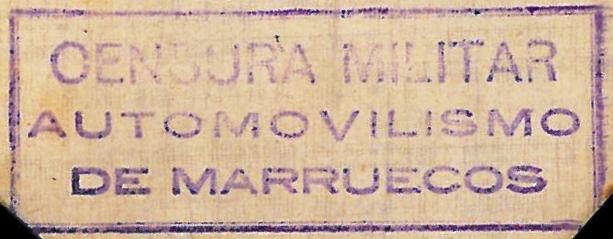 CENSURA MILITAR
AUTOMOVILISMO
DE MARRUECOS